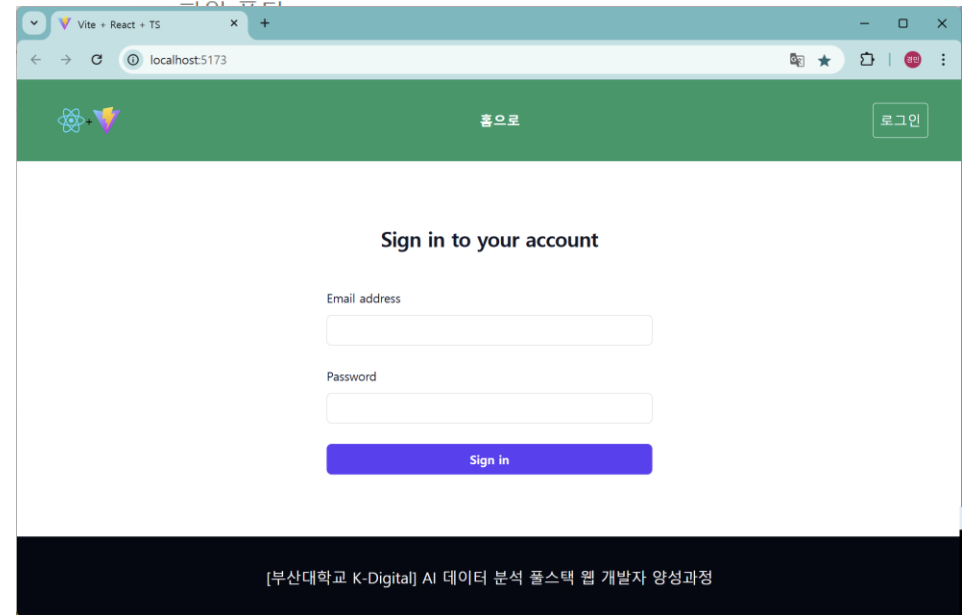 Vite + React + TS
localhost:5173
경민
+
홈으로
로그인
Sign in to your account
Email address
Password
Sign in
[부산대학교 K-Digital] AI 데이터 분석 풀스택 웹 개발자 양성과정